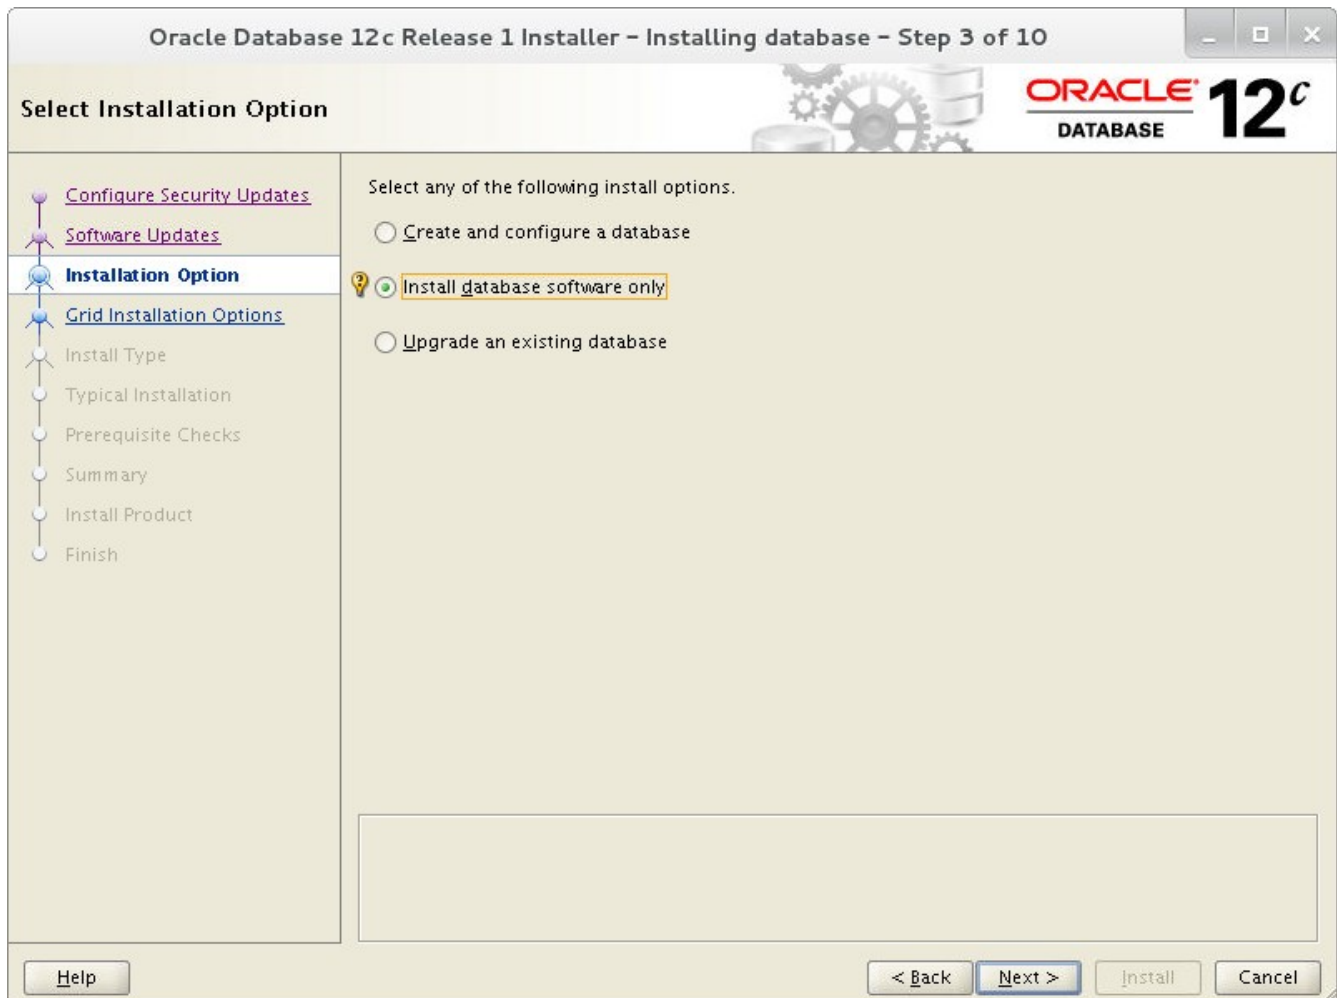 Oracle Database 12c Release 1 Installer - Installing database - Step 3 of 10
Select Installation Option
ORACLE
DATABASE
12c
Configure Security Updates
Software Updates
Installation Option
Grid Installation Options
Install Type
Typical Installation
Prerequisite Checks
Summary
Install Product
Finish
Select any of the following install options.
Create and configure a database
Install database software only
Upgrade an existing database
Help
< Back
Next >
Install
Cancel